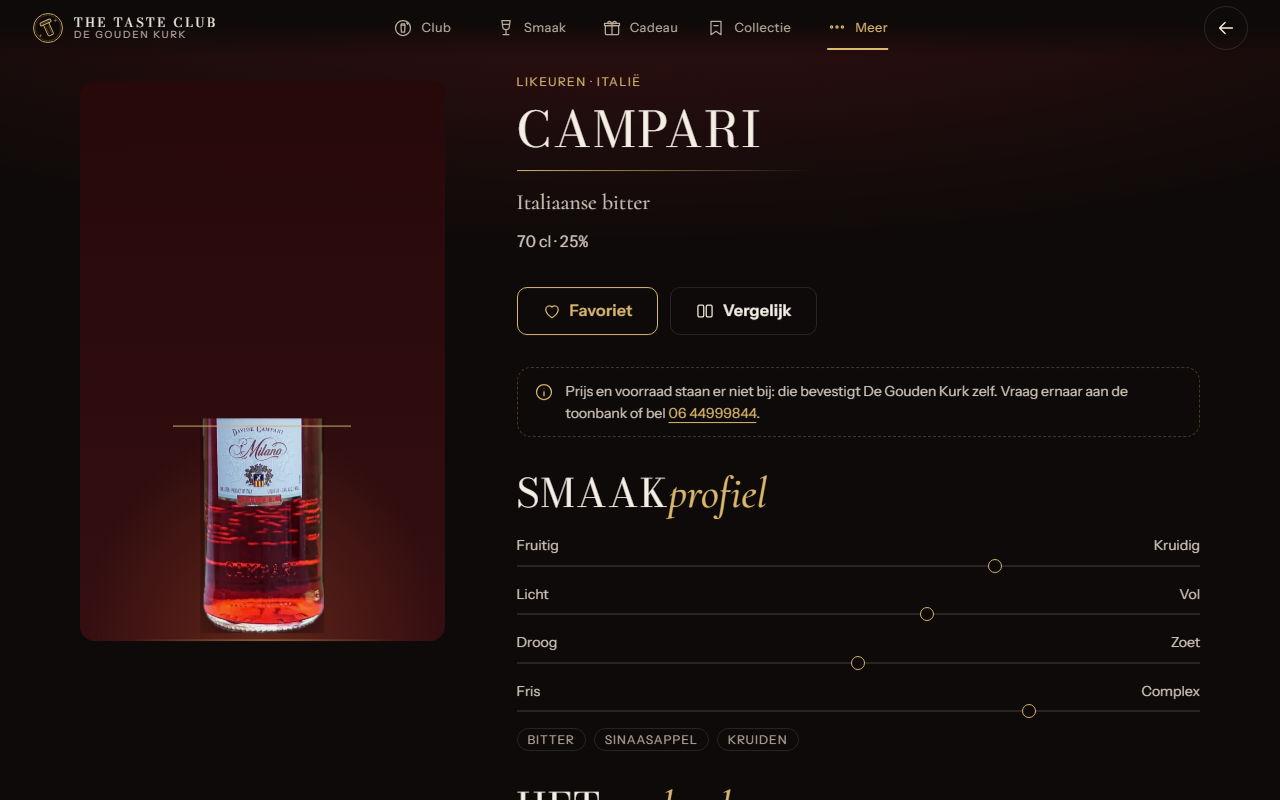 THE TASTE CLUB
DE GOUDEN KURK
Club
Smaak
Cadeau
Collectie
Meer
LIKEUREN · ITALIË
CAMPARI
Italiaanse bitter
70 cl · 25%
Favoriet
Vergelijk
Prijs en voorraad staan er niet bij: die bevestigt De Gouden Kurk zelf. Vraag ernaar aan de
toonbank of bel 06 44999844.
Davide Campari
Milano
CAMPARI
SMAAKprofiel
Fruitig
Kruidig
Licht
Vol
Droog
Zoet
Fris
Complex
BITTER
SINAASAPPEL
KRUIDEN